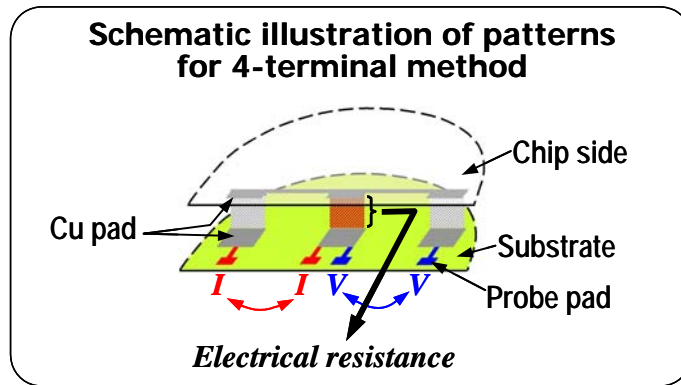 Schematic illustration of patterns
for 4-terminal method
Chip side
Cu pad
Substrate
Probe pad
I I V V
Electrical resistance